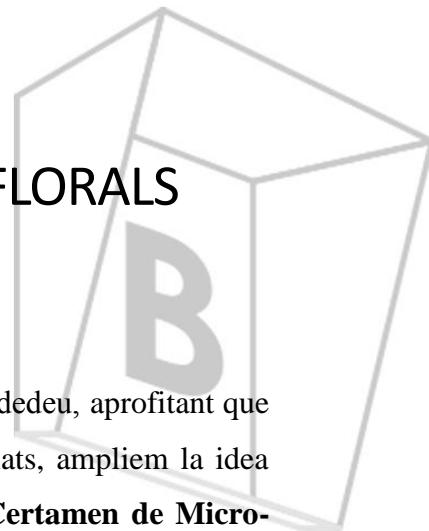 FLORALS
B
dedeu, aprofitant que
ats, ampliem la idea
Certamen de Micro-